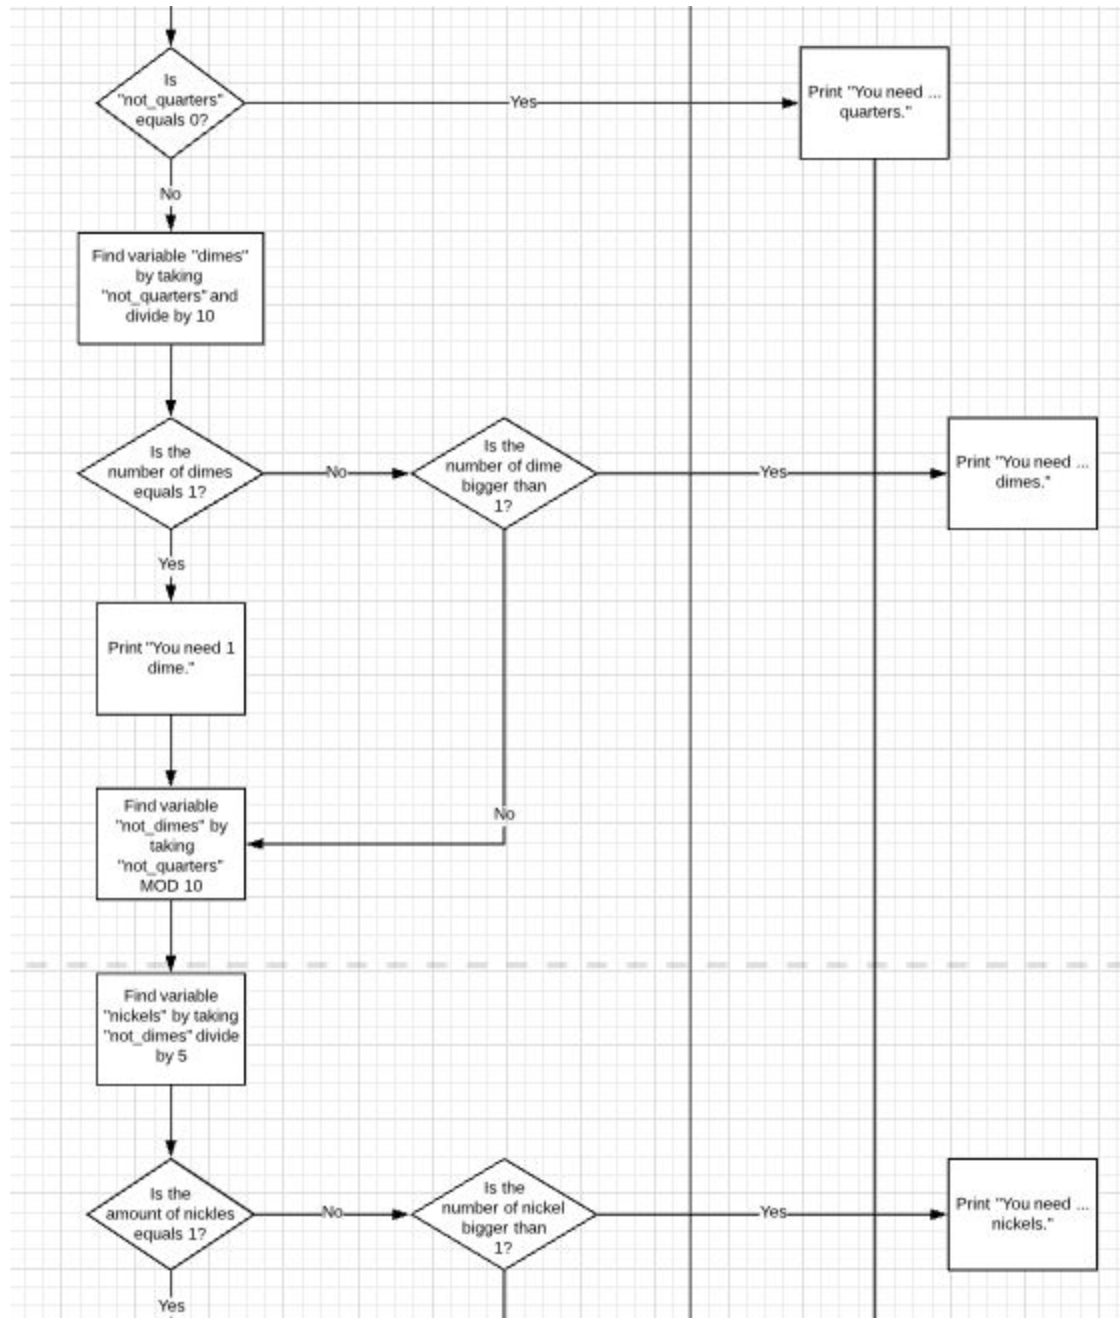 Is
"not_quarters"
equals 0?
Yes
Print "You need ...
quarters."
No
Find variable "dimes"
by taking
"not_quarters" and
divide by 10
Is the
number of dimes
equals 1?
No
Is the
number of dime
bigger than
1?
Yes
Print "You need ...
dimes."
Yes
Print "You need 1
dime."
No
Find variable
"not_dimes" by
taking
"not_quarters"
MOD 10
Find variable
"nickels" by taking
"not_dimes" divide
by 5
Is the
amount of nickles
equals 1?
No
Is the
number of nickel
bigger than
1?
Yes
Print "You need ...
nickels."
Yes